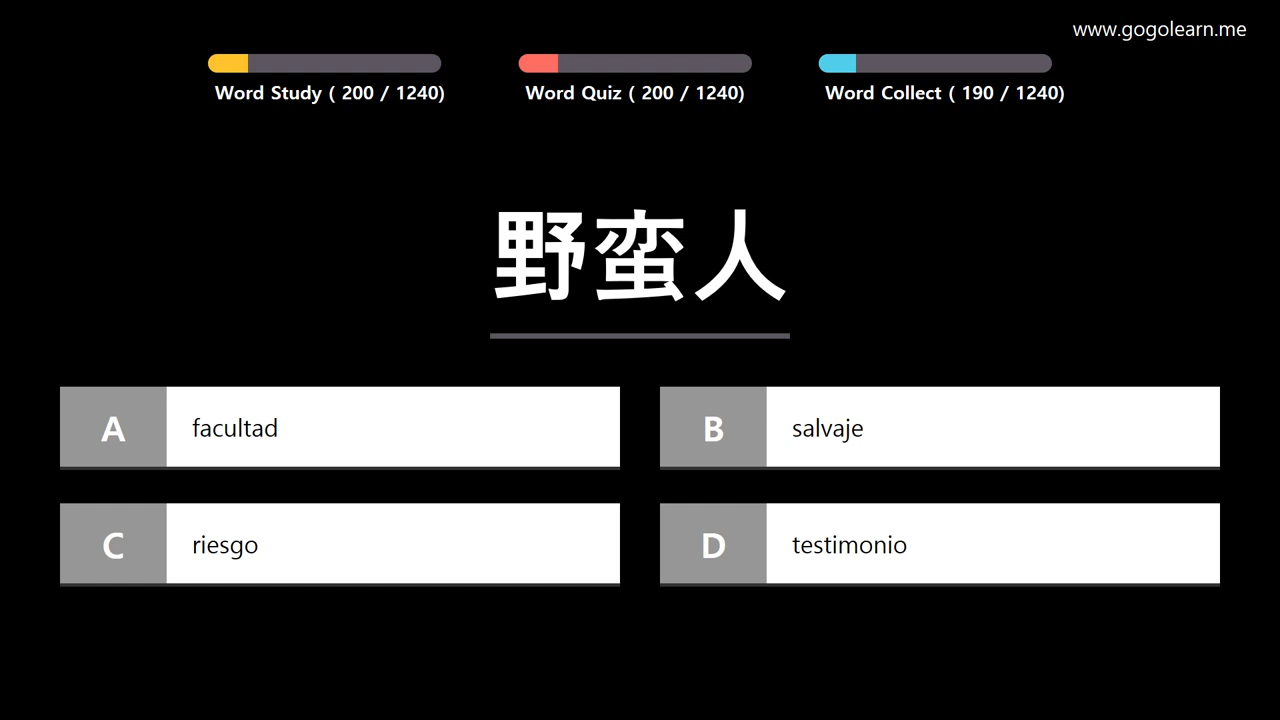 www.gogolearn.me
Word Study ( 200 / 1240)
Word Quiz ( 200 / 1240)
Word Collect ( 190 / 1240)
野蛮人
A facultad
B salvaje
C riesgo
D testimonio